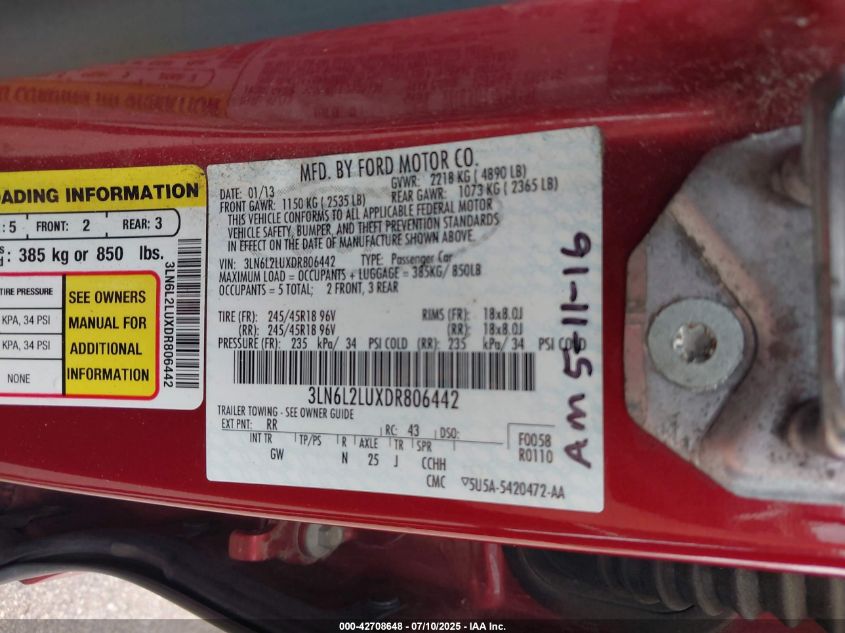 OADING INFORMATION
: 5 FRONT: 2 REAR: 3
: 385 kg or 850 lbs.
TIRE PRESSURE
KPA, 34 PSI
KPA, 34 PSI
NONE
SEE OWNERS
MANUAL FOR
ADDITIONAL
INFORMATION
3LN6L2LUXDR806442
MFD. BY FORD MOTOR CO.
DATE: 01/13 GVWR: 2218 KG ( 4890 LB)
FRONT GAWR: 1150 KG ( 2535 LB) REAR GAWR: 1073 KG ( 2365 LB)
THIS VEHICLE CONFORMS TO ALL APPLICABLE FEDERAL MOTOR
VEHICLE SAFETY, BUMPER, AND THEFT PREVENTION STANDARDS
IN EFFECT ON THE DATE OF MANUFACTURE SHOWN ABOVE.
VIN: 3LN6L2LUXDR806442 TYPE: Passenger Car
MAXIMUM LOAD = OCCUPANTS + LUGGAGE = 385KG/ 850LB
OCCUPANTS = 5 TOTAL; 2 FRONT, 3 REAR
TIRE (FR): 245/45R18 96V RIMS (FR): 18x8.0J
(RR): 245/45R18 96V (RR): 18x8.0J
PRESSURE (FR): 235 kPa/ 34 PSI COLD (RR): 235 kPa/ 34 PSI COLD
3LN6L2LUXDR806442
TRAILER TOWING - SEE OWNER GUIDE
EXT PNT: RR RC: 43 DSO:
INT TR TP/PS R AXLE TR SPR
GW N 25 J CCHH
CMC
F0058
R0110
5U5A-5420472-AA
AM 5-11-16
000-42708648 - 07/10/2025 - IAA Inc.